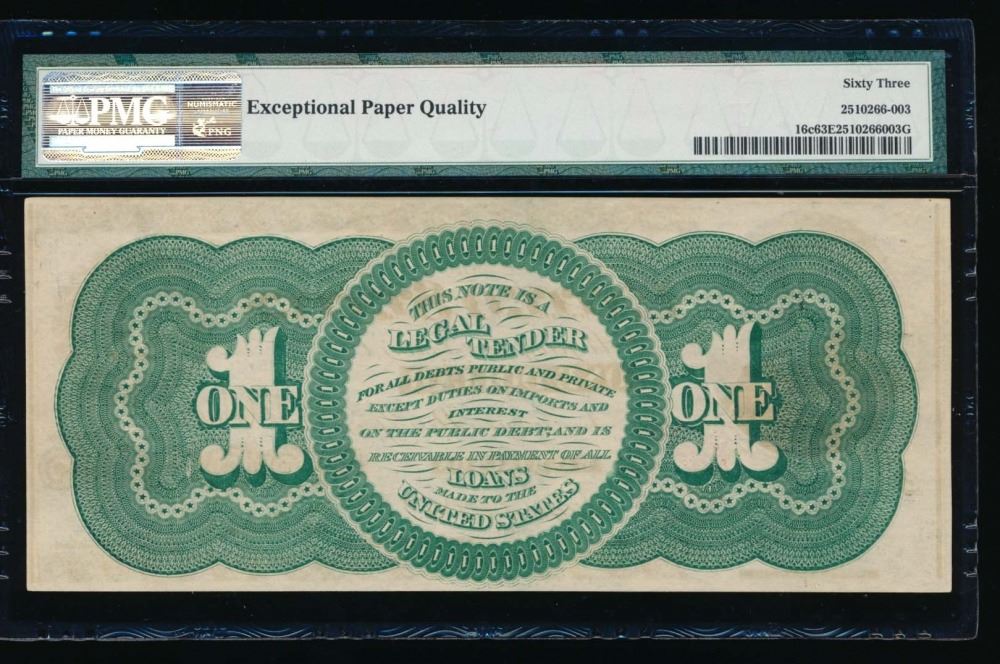 PMG
PAPER MONEY GUARANTY
NUMISMATIC
PNG
Exceptional Paper Quality
Sixty Three
2510266-003
16c63E2510266003G
THIS NOTE IS A
LEGAL
TENDER
FOR ALL DEBTS PUBLIC AND PRIVATE
EXCEPT DUTIES ON IMPORTS AND
INTEREST
ON THE PUBLIC DEBT; AND IS
RECEIVABLE IN PAYMENT OF ALL
LOANS
MADE TO THE
UNITED STATES
1
ONE
1
ONE